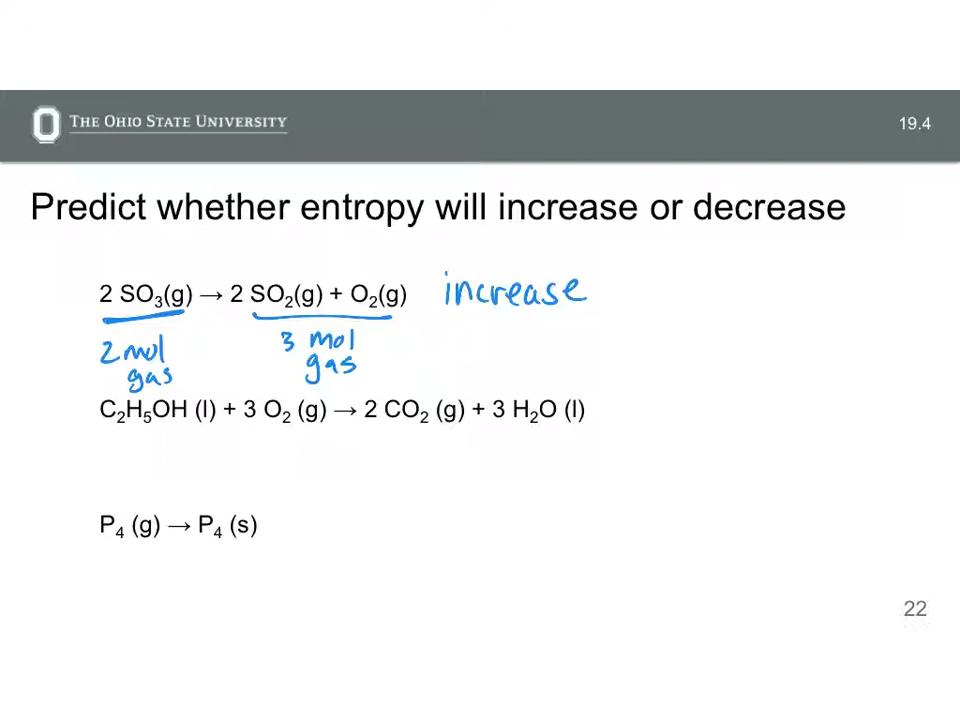 THE OHIO STATE UNIVERSITY
19.4
Predict whether entropy will increase or decrease
2 SO₃(g) → 2 SO₂(g) + O₂(g) increase
2 mol gas
3 mol gas
C₂H₅OH (l) + 3 O₂ (g) → 2 CO₂ (g) + 3 H₂O (l)
P₄ (g) → P₄ (s)
22